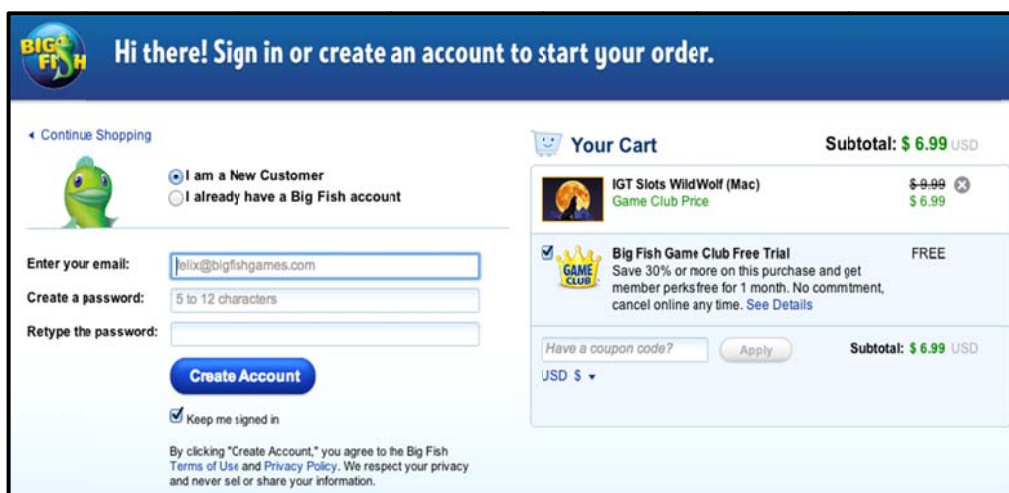 BIG FISH
Hi there! Sign in or create an account to start your order.
Continue Shopping
I am a New Customer
I already have a Big Fish account
Enter your email: felix@bigfishgames.com
Create a password: 5 to 12 characters
Retype the password:
Create Account
Keep me signed in
By clicking "Create Account," you agree to the Big Fish
Terms of Use and Privacy Policy. We respect your privacy
and never sel or share your information.
Your Cart Subtotal: $ 6.99 USD
IGT Slots WildWolf (Mac) $ 9.99
Game Club Price $ 6.99
GAME CLUB
Big Fish Game Club Free Trial FREE
Save 30% or more on this purchase and get
member perksfree for 1 month. No commtment,
cancel online any time. See Details
Have a coupon code? Apply Subtotal: $ 6.99 USD
USD $